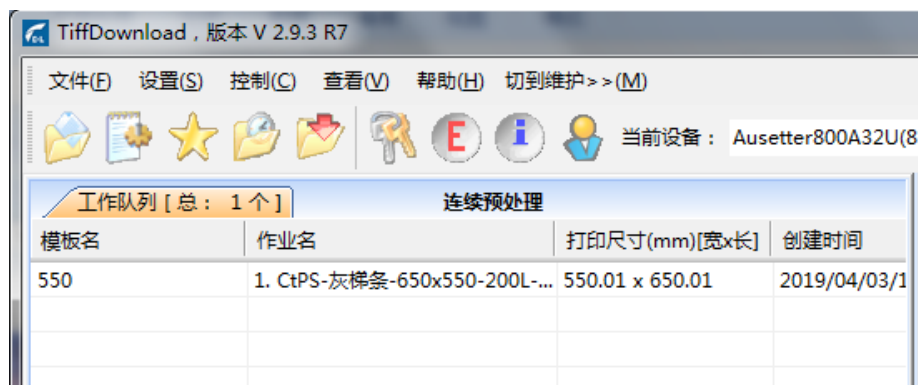 TiffDownload , 版本 V 2.9.3 R7
文件(F) 设置(S) 控制(C) 查看(V) 帮助(H) 切到维护>>(M)
E i 当前设备： Ausetter800A32U(8
工作队列 [ 总： 1 个 ] 连续预处理
模板名 作业名 打印尺寸(mm)[宽x长] 创建时间
550 1. CtPS-灰梯条-650x550-200L-... 550.01 x 650.01 2019/04/03/1